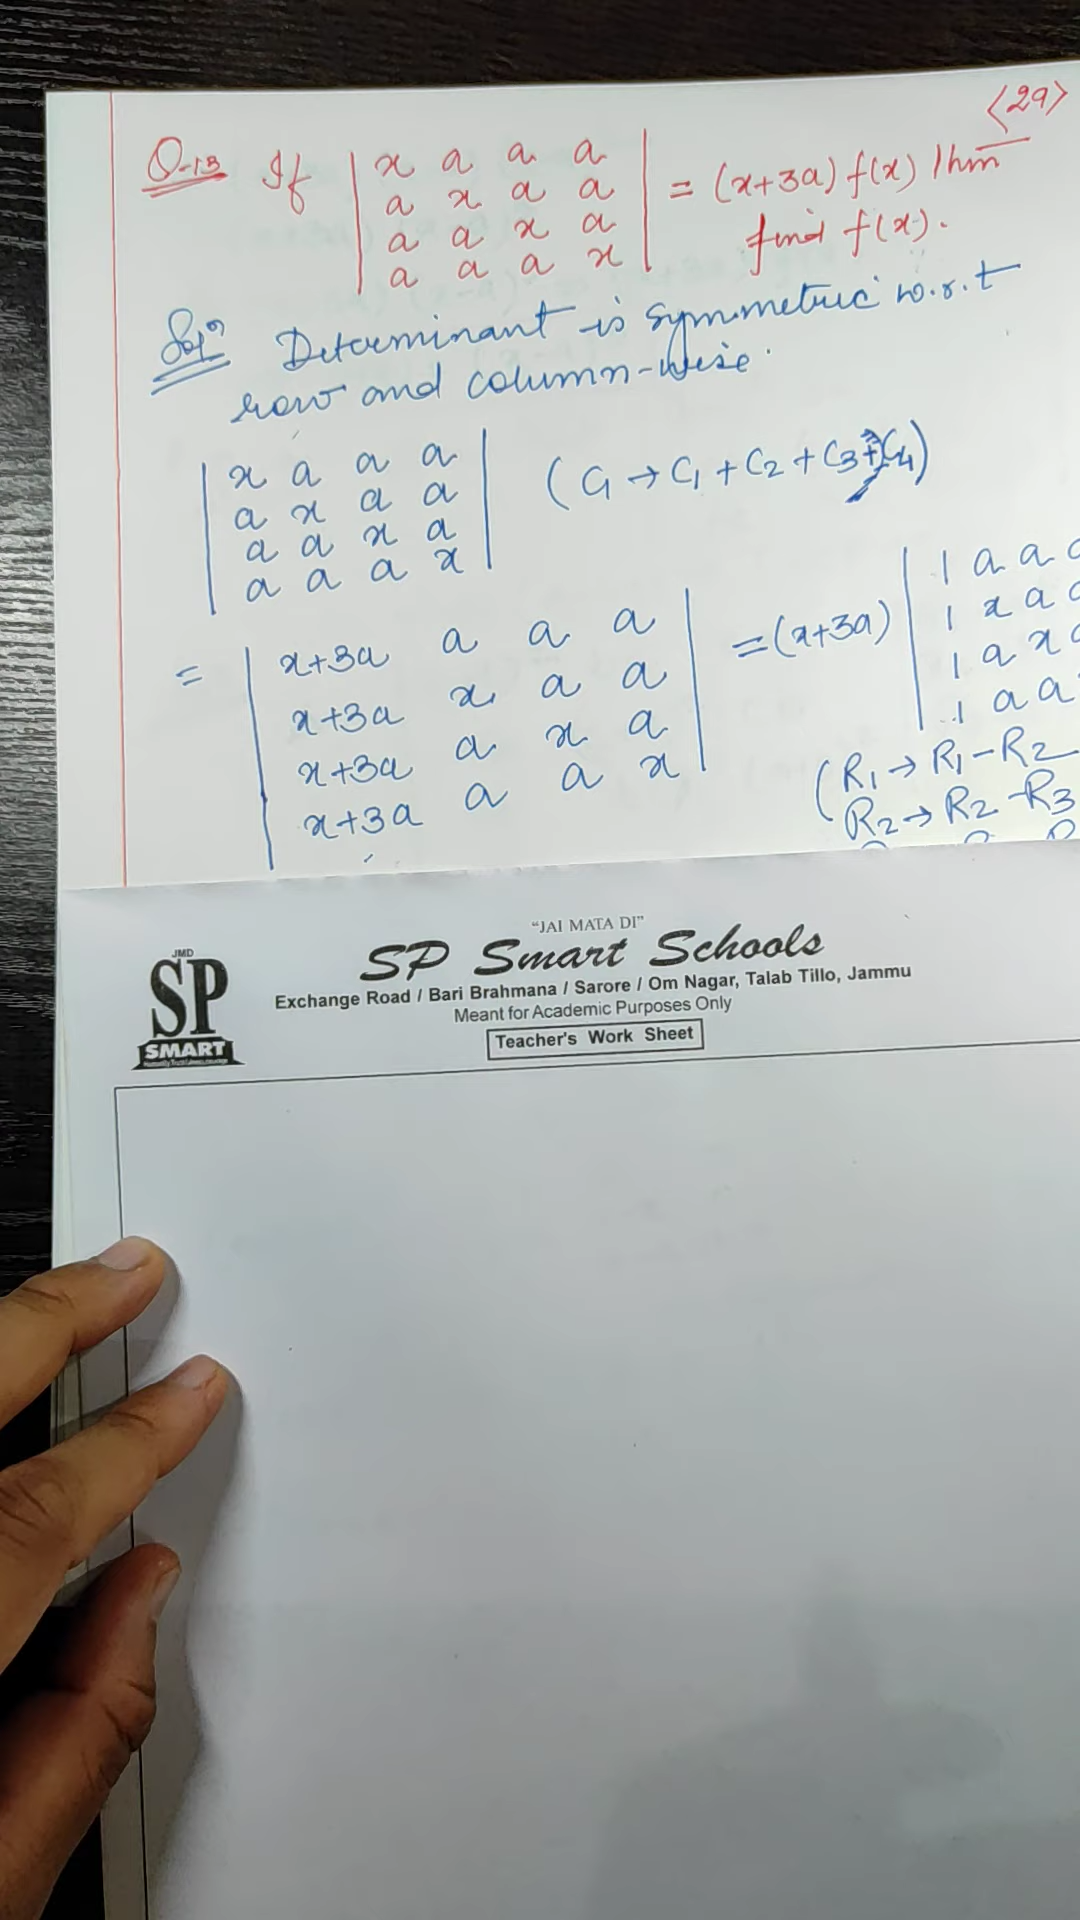 <29>
Q-13 If | x a a a | = (x+3a) f(x) then
| a x a a | find f(x).
| a a x a |
| a a a x |
Solⁿ Determinant is symmetric w.r.t
row and column-wise.
| x a a a | (C₁ → C₁ + C₂ + C₃ + C₄)
| a x a a |
| a a x a |
| a a a x |
= | x+3a a a a | = (x+3a) | 1 a a
| x+3a x a a | | 1 x a
| x+3a a x a | | 1 a x
| x+3a a a x | | 1 a a
(R₁ → R₁ - R₂
R₂ → R₂ - R₃
"JAI MATA DI"
JMD
SP
SMART
SP Smart Schools
Exchange Road / Bari Brahmana / Sarore / Om Nagar, Talab Tillo, Jammu
Meant for Academic Purposes Only
Teacher's Work Sheet